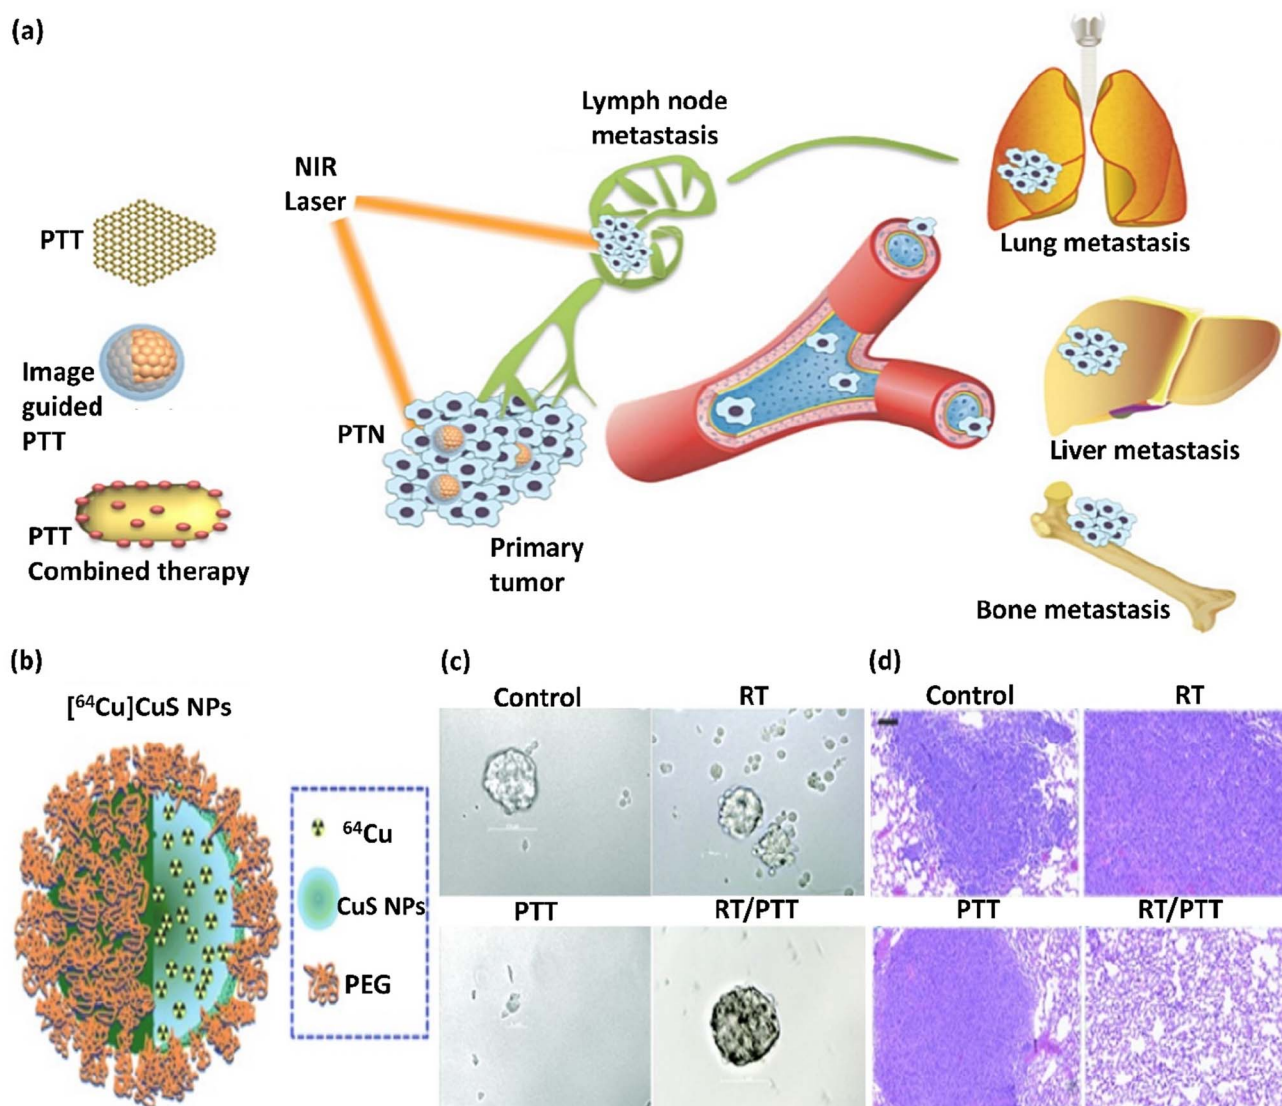 (a)
Lymph node
metastasis
NIR
Laser
PTT
Lung metastasis
Image
guided
PTT
PTN
Liver metastasis
PTT
Combined therapy
Primary
tumor
Bone metastasis
(b)
[⁶⁴Cu]CuS NPs
⁶⁴Cu
CuS NPs
PEG
(c)
Control
RT
PTT
RT/PTT
(d)
Control
RT
PTT
RT/PTT